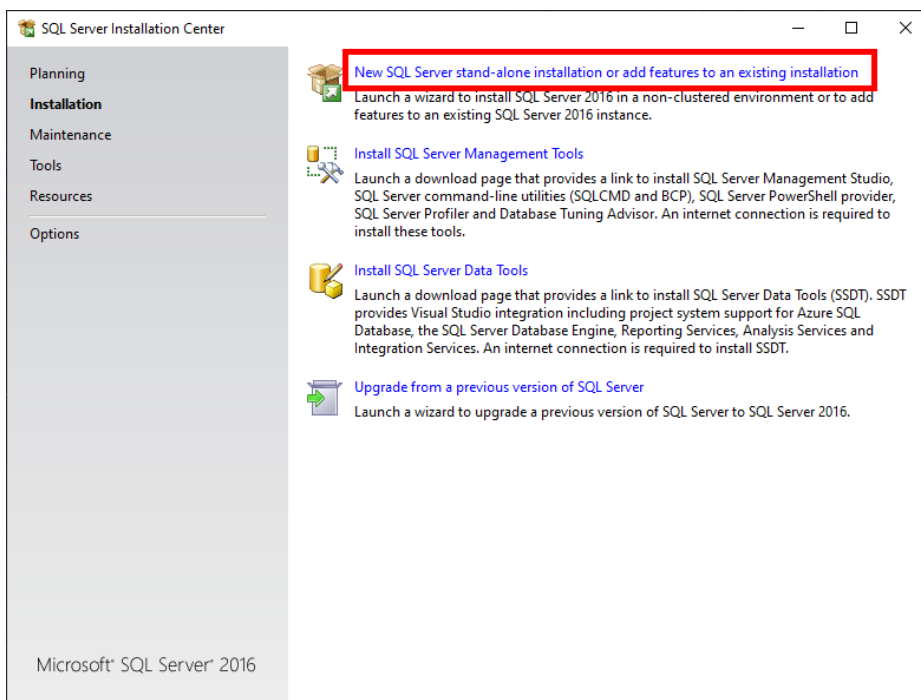 SQL Server Installation Center
Planning
Installation
Maintenance
Tools
Resources
Options
New SQL Server stand-alone installation or add features to an existing installation
Launch a wizard to install SQL Server 2016 in a non-clustered environment or to add
features to an existing SQL Server 2016 instance.
Install SQL Server Management Tools
Launch a download page that provides a link to install SQL Server Management Studio,
SQL Server command-line utilities (SQLCMD and BCP), SQL Server PowerShell provider,
SQL Server Profiler and Database Tuning Advisor. An internet connection is required to
install these tools.
Install SQL Server Data Tools
Launch a download page that provides a link to install SQL Server Data Tools (SSDT). SSDT
provides Visual Studio integration including project system support for Azure SQL
Database, the SQL Server Database Engine, Reporting Services, Analysis Services and
Integration Services. An internet connection is required to install SSDT.
Upgrade from a previous version of SQL Server
Launch a wizard to upgrade a previous version of SQL Server to SQL Server 2016.
Microsoft® SQL Server® 2016